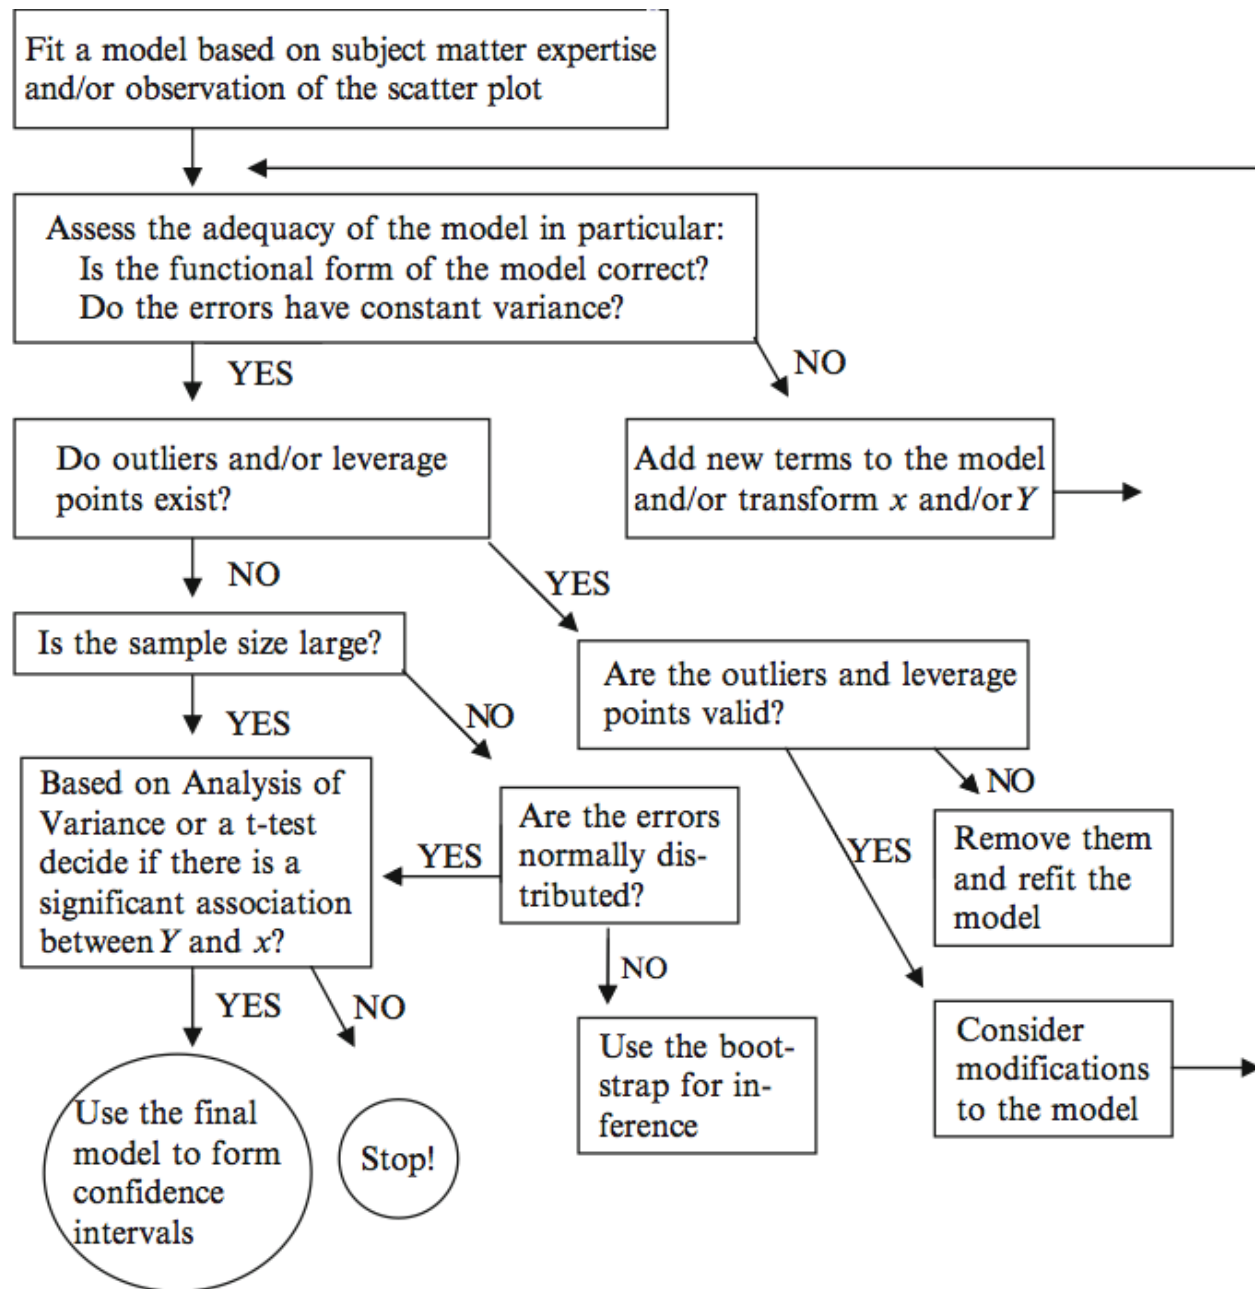 Fit a model based on subject matter expertise
and/or observation of the scatter plot
Assess the adequacy of the model in particular:
Is the functional form of the model correct?
Do the errors have constant variance?
YES
NO
Do outliers and/or leverage
points exist?
Add new terms to the model
and/or transform x and/or Y
NO
YES
Is the sample size large?
Are the outliers and leverage
points valid?
YES
NO
NO
Based on Analysis of
Variance or a t-test
decide if there is a
significant association
between Y and x?
YES
Are the errors
normally dis-
tributed?
YES
Remove them
and refit the
model
YES
NO
NO
Use the final
model to form
confidence
intervals
Stop!
Use the boot-
strap for in-
ference
Consider
modifications
to the model